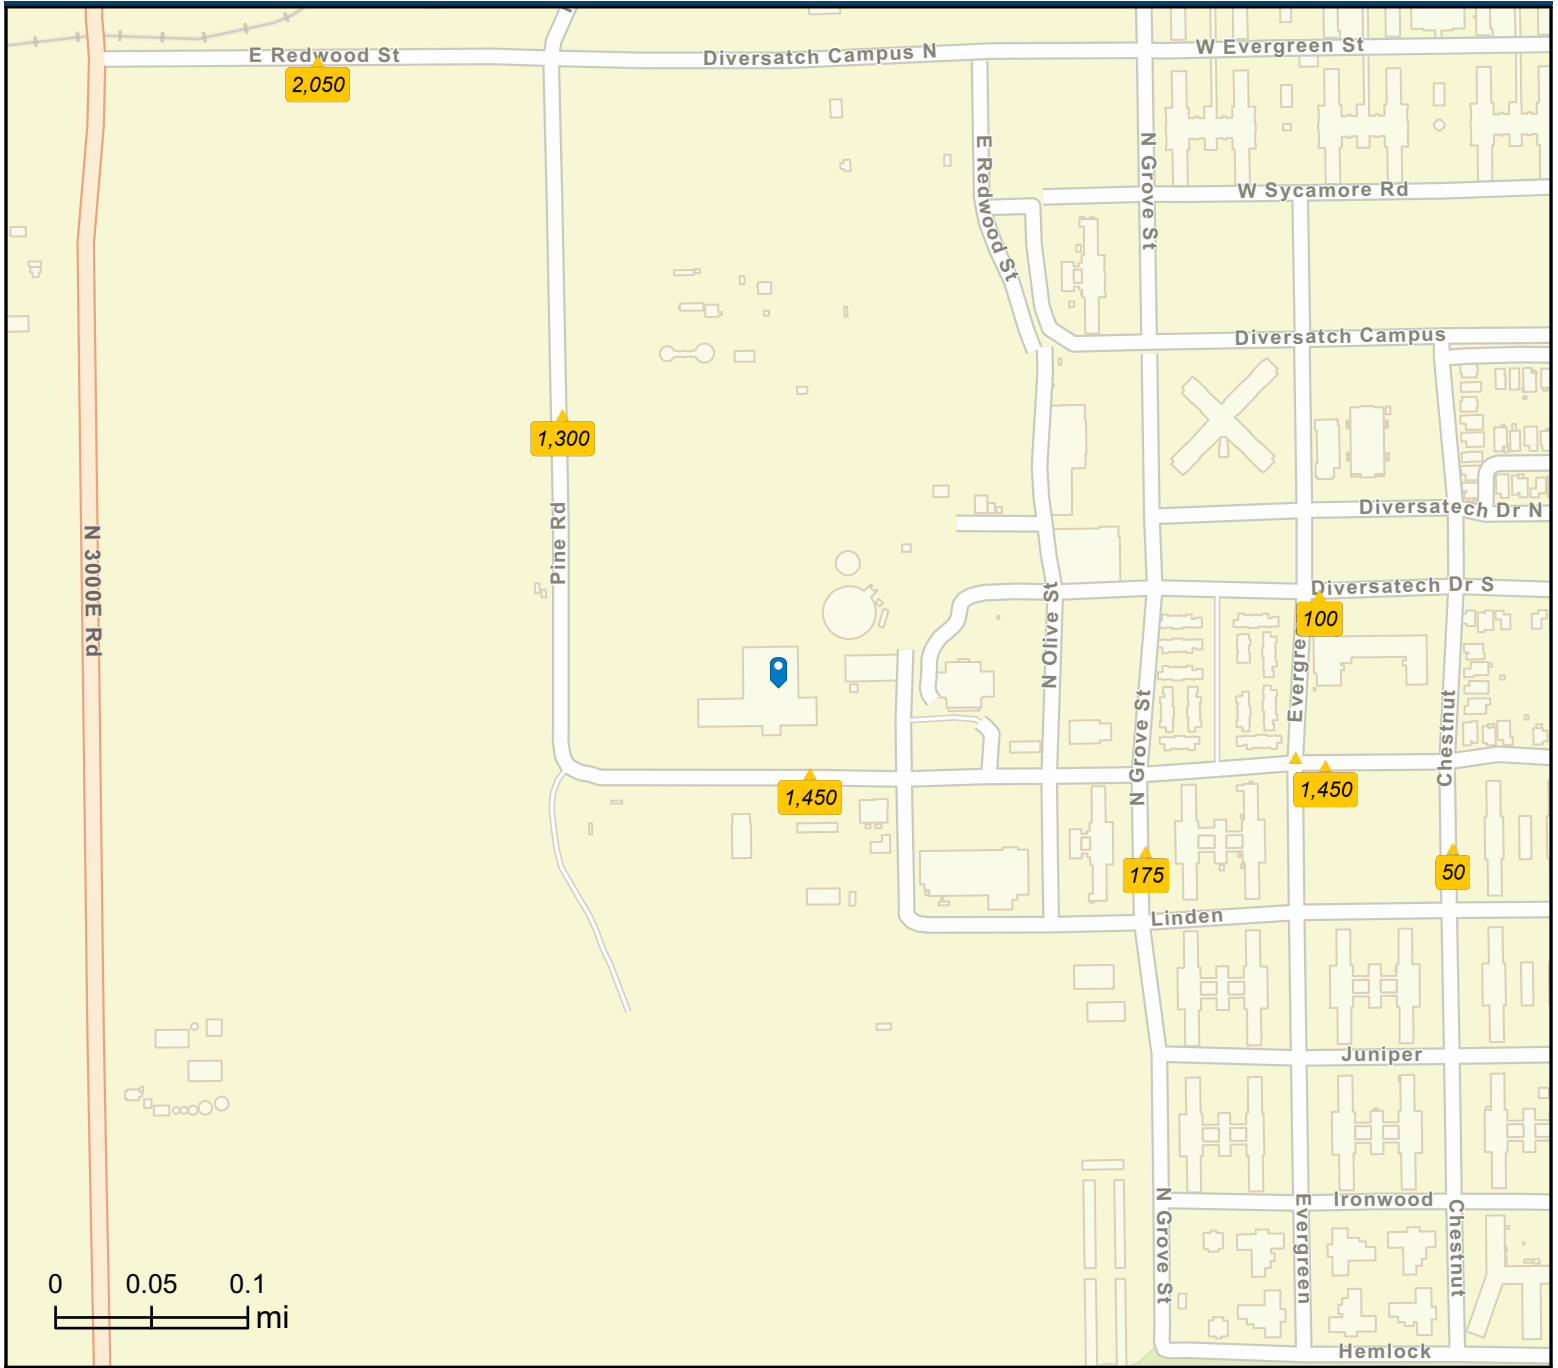 E Redwood St
Diversatch Campus N
W Evergreen St
2,050
E Redwood St
N Grove St
W Sycamore Rd
Diversatch Campus
1,300
N 3000E Rd
Pine Rd
Diversatech Dr N
Diversatech Dr S
100
N Olive St
Evergre
N Grove St
Chestnut
1,450
1,450
175
50
Linden
Juniper
N Grove St
Evergreen
Ironwood
Chestnut
0 0.05 0.1
mi
Hemlock